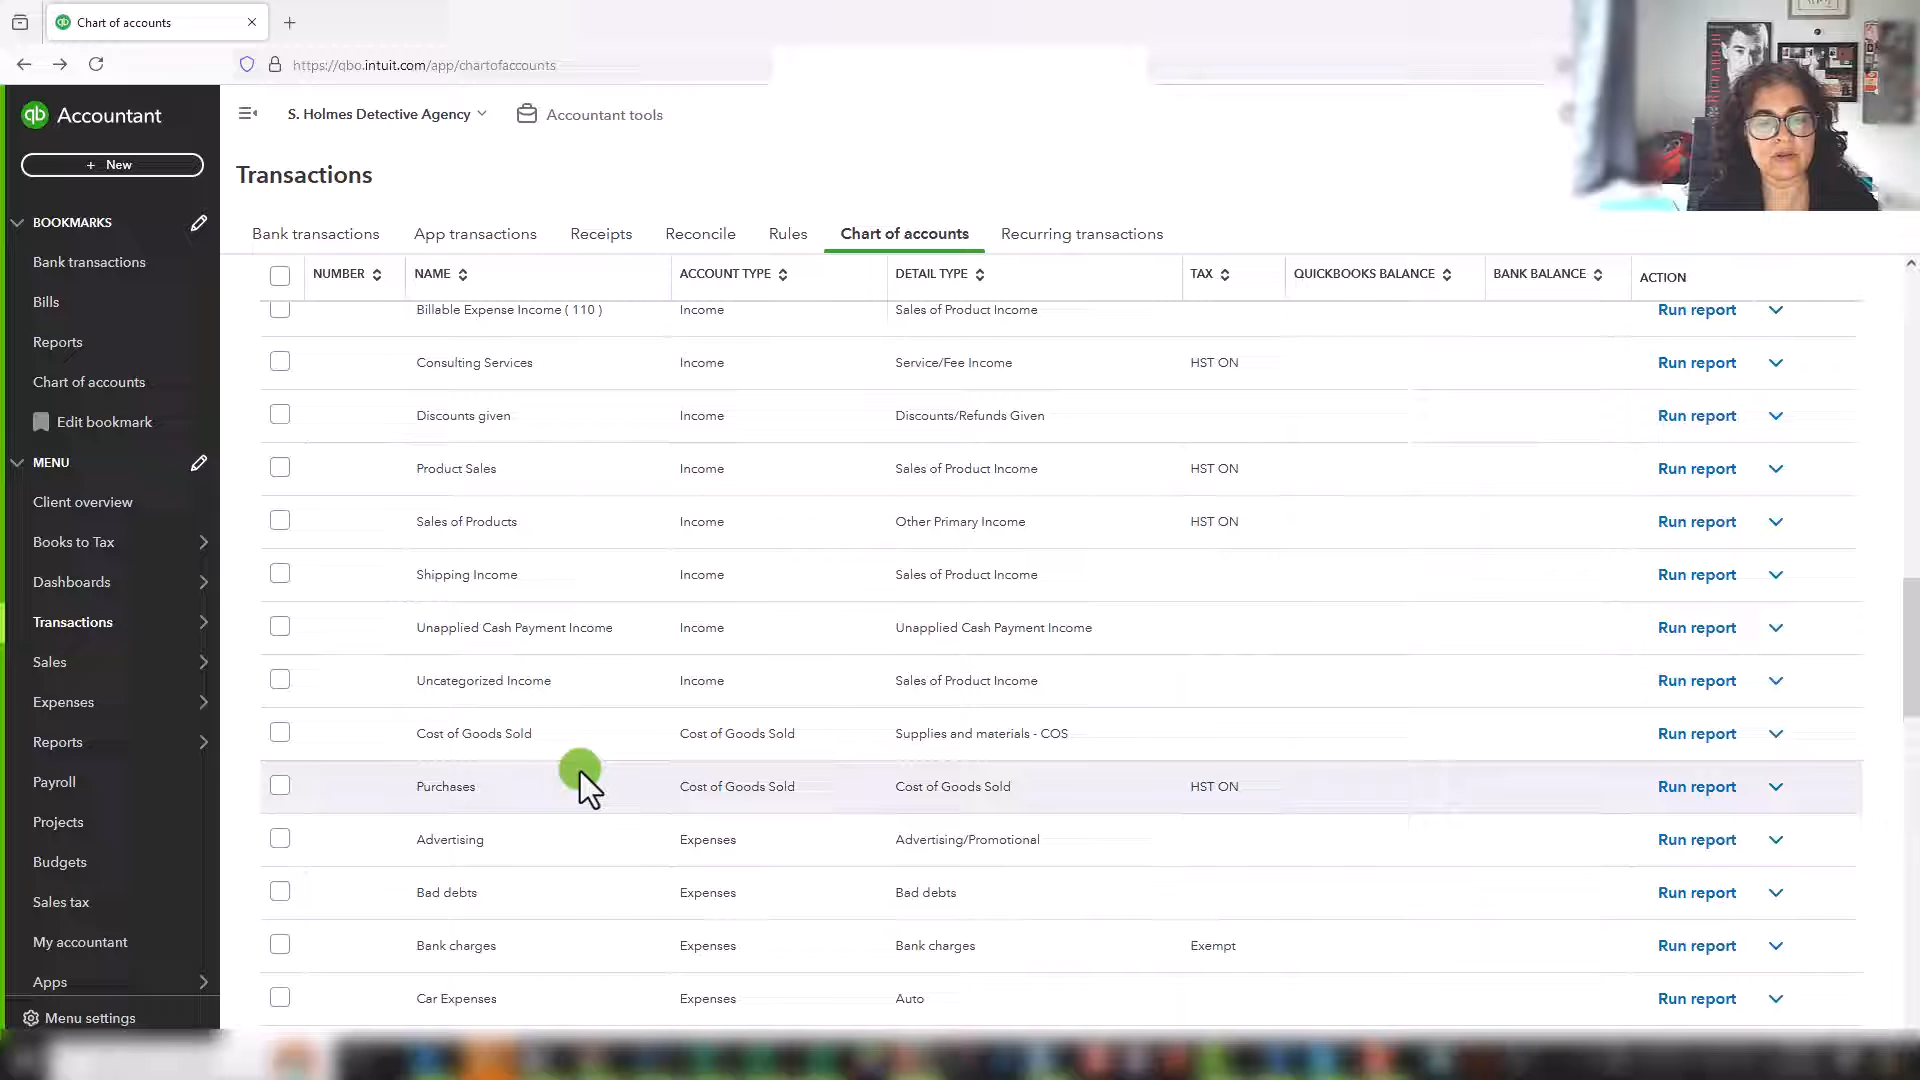 Chart of accounts
https://qbo.intuit.com/app/chartofaccounts
qb Accountant
S. Holmes Detective Agency
Accountant tools
+ New
Transactions
BOOKMARKS
Bank transactions
Bills
Reports
Chart of accounts
Edit bookmark
MENU
Client overview
Books to Tax
Dashboards
Transactions
Sales
Expenses
Reports
Payroll
Projects
Budgets
Sales tax
My accountant
Apps
Menu settings
Bank transactions App transactions Receipts Reconcile Rules Chart of accounts Recurring transactions
NUMBER NAME ACCOUNT TYPE DETAIL TYPE TAX QUICKBOOKS BALANCE BANK BALANCE ACTION
Billable Expense Income ( 110 ) Income Sales of Product Income Run report
Consulting Services Income Service/Fee Income HST ON Run report
Discounts given Income Discounts/Refunds Given Run report
Product Sales Income Sales of Product Income HST ON Run report
Sales of Products Income Other Primary Income HST ON Run report
Shipping Income Income Sales of Product Income Run report
Unapplied Cash Payment Income Income Unapplied Cash Payment Income Run report
Uncategorized Income Income Sales of Product Income Run report
Cost of Goods Sold Cost of Goods Sold Supplies and materials - COS Run report
Purchases Cost of Goods Sold Cost of Goods Sold HST ON Run report
Advertising Expenses Advertising/Promotional Run report
Bad debts Expenses Bad debts Run report
Bank charges Expenses Bank charges Exempt Run report
Car Expenses Expenses Auto Run report
RICHARD III